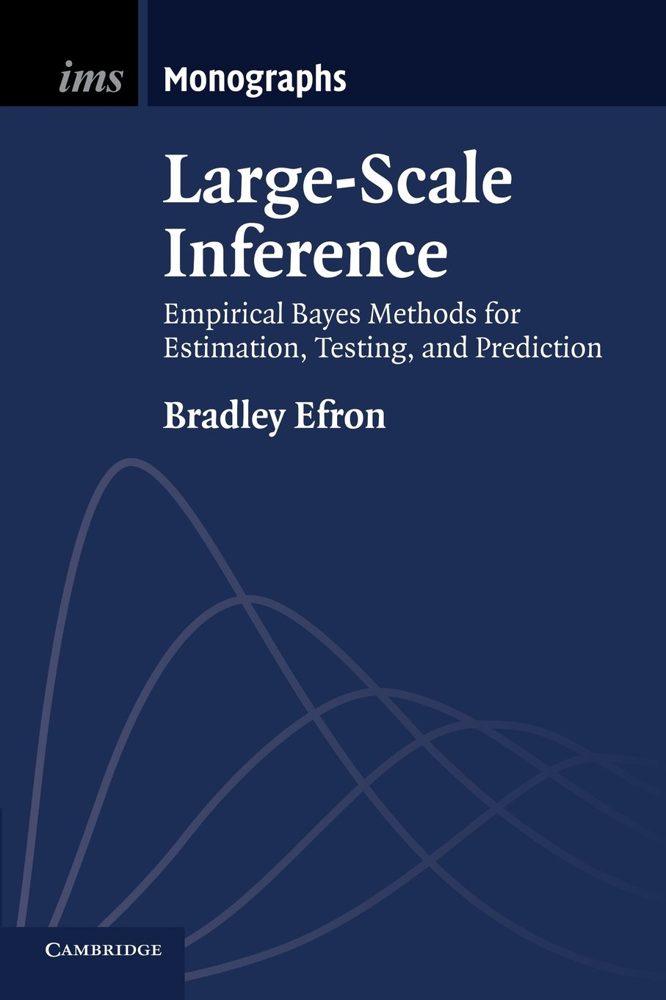 ims
Monographs
Large-Scale
Inference
Empirical Bayes Methods for
Estimation, Testing, and Prediction
Bradley Efron
CAMBRIDGE